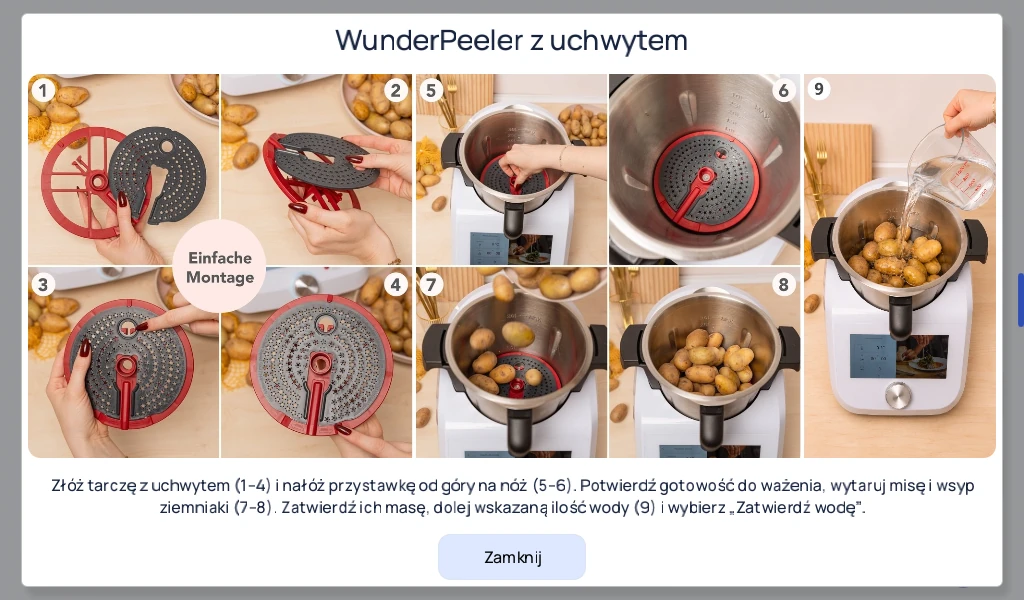 WunderPeeler z uchwytem
1
2
5
6
9
Einfache
Montage
3
4
7
8
Złóż tarczę z uchwytem (1–4) i nałóż przystawkę od góry na nóż (5–6). Potwierdź gotowość do ważenia, wytaruj misę i wsyp
ziemniaki (7–8). Zatwierdź ich masę, dolej wskazaną ilość wody (9) i wybierz „Zatwierdź wodę”.
Zamknij